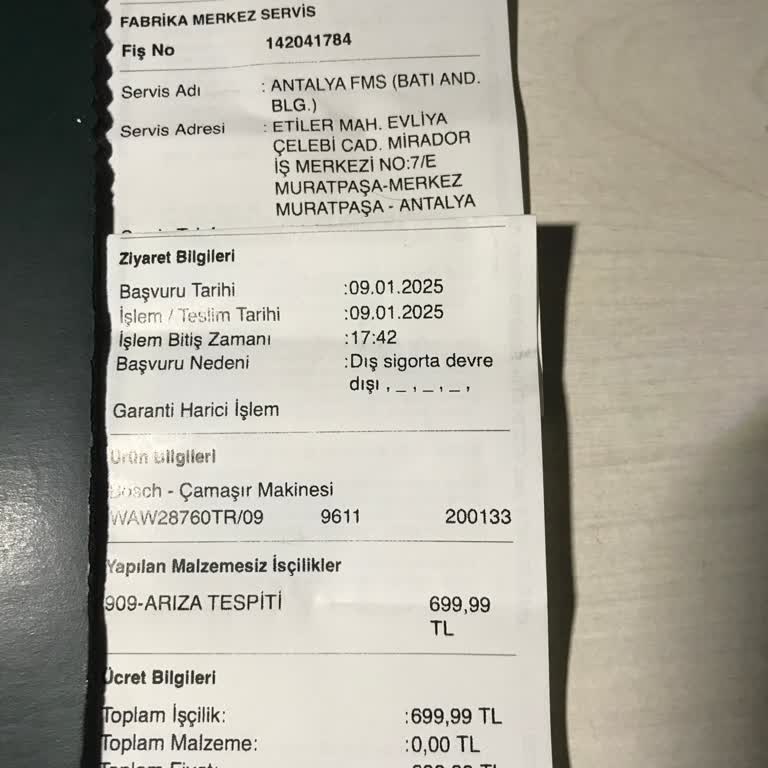 FABRİKA MERKEZ SERVİS
Fiş No 142041784
Servis Adı : ANTALYA FMS (BATI AND.
BLG.)
Servis Adresi : ETİLER MAH. EVLİYA
ÇELEBİ CAD. MİRADOR
İŞ MERKEZİ NO:7/E
MURATPAŞA-MERKEZ
MURATPAŞA - ANTALYA
Ziyaret Bilgileri
Başvuru Tarihi :09.01.2025
İşlem / Teslim Tarihi :09.01.2025
İşlem Bitiş Zamanı :17:42
Başvuru Nedeni :Dış sigorta devre
dışı , _ , _ , _ ,
Garanti Harici İşlem
Ürün Bilgileri
Bosch - Çamaşır Makinesi
WAW28760TR/09 9611 200133
Yapılan Malzemesiz İsçilikler
909-ARIZA TESPİTİ 699,99
TL
Ücret Bilgileri
Toplam İşçilik: :699,99 TL
Toplam Malzeme: :0,00 TL